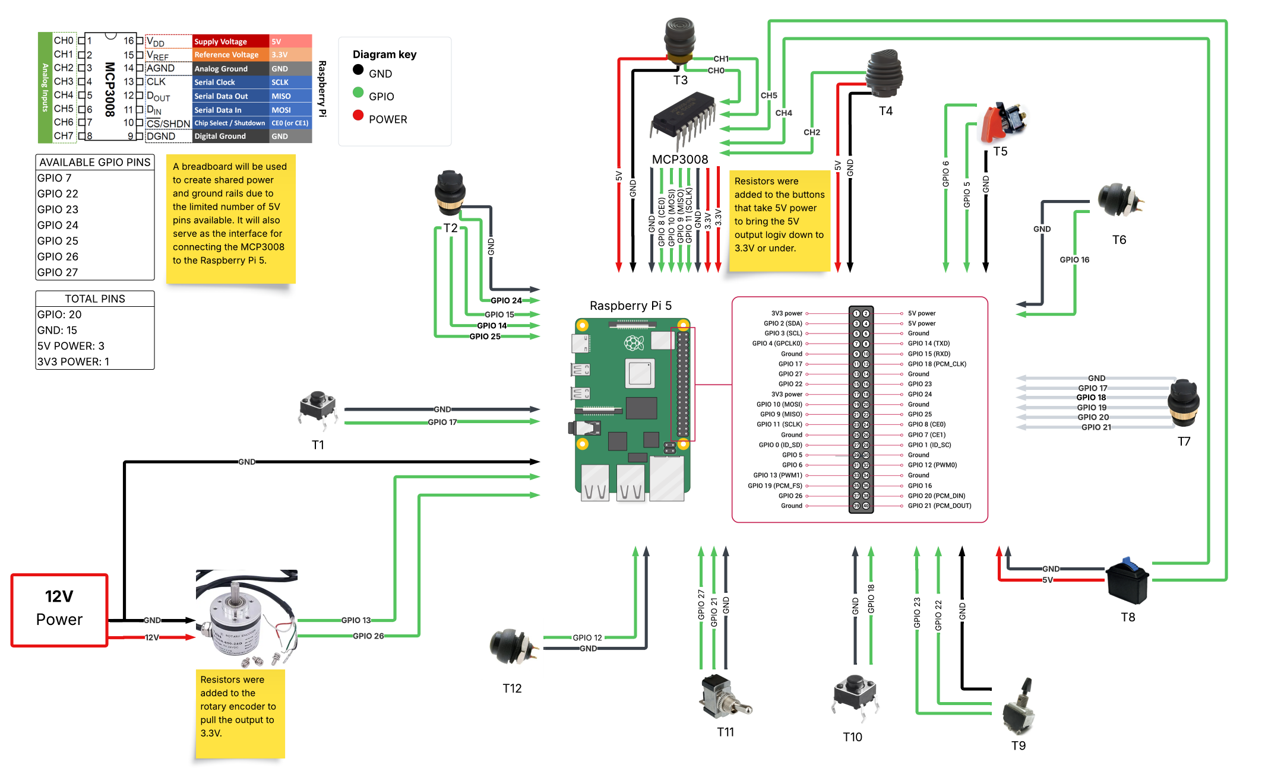 CH0 1 16 VDD Supply Voltage 5V
CH1 2 15 VREF Reference Voltage 3.3V
CH2 3 14 AGND Analog Ground GND
CH3 4 13 CLK Serial Clock SCLK
CH4 5 12 DOUT Serial Data Out MISO
CH5 6 11 DIN Serial Data In MOSI
CH6 7 10 CS/SHDN Chip Select / Shutdown CE0 (or CE1)
CH7 8 9 DGND Digital Ground GND
Analog Inputs
MCP3008
Raspberry Pi
Diagram key
GND
GPIO
POWER
AVAILABLE GPIO PINS
GPIO 7
GPIO 22
GPIO 23
GPIO 24
GPIO 25
GPIO 26
GPIO 27
A breadboard will be used
to create shared power
and ground rails due to
the limited number of 5V
pins available. It will also
serve as the interface for
connecting the MCP3008
to the Raspberry Pi 5.
TOTAL PINS
GPIO: 20
GND: 15
5V POWER: 3
3V3 POWER: 1
T2
GND
GPIO 24
GPIO 15
GPIO 14
GPIO 25
T3
CH1
CH0
CH5
CH4
CH2
5V
GND
MCP3008
GND
GPIO 8 (CE0)
GPIO 10 (MOSI)
GPIO 9 (MISO)
GPIO 11 (SCLK)
GND
3.3V
3.3V
Resistors were
added to the buttons
that take 5V power
to bring the 5V
output logiv down to
3.3V or under.
T4
5V
GND
T5
GPIO 6
GPIO 5
GND
T6
GND
GPIO 16
Raspberry Pi 5
3V3 power 1 2 5V power
GPIO 2 (SDA) 3 4 5V power
GPIO 3 (SCL) 5 6 Ground
GPIO 4 (GPCLK0) 7 8 GPIO 14 (TXD)
Ground 9 10 GPIO 15 (RXD)
GPIO 17 11 12 GPIO 18 (PCM_CLK)
GPIO 27 13 14 Ground
GPIO 22 15 16 GPIO 23
3V3 power 17 18 GPIO 24
GPIO 10 (MOSI) 19 20 Ground
GPIO 9 (MISO) 21 22 GPIO 25
GPIO 11 (SCLK) 23 24 GPIO 8 (CE0)
Ground 25 26 GPIO 7 (CE1)
GPIO 0 (ID_SD) 27 28 GPIO 1 (ID_SC)
GPIO 5 29 30 Ground
GPIO 6 31 32 GPIO 12 (PWM0)
GPIO 13 (PWM1) 33 34 Ground
GPIO 19 (PCM_FS) 35 36 GPIO 16
GPIO 26 37 38 GPIO 20 (PCM_DIN)
Ground 39 40 GPIO 21 (PCM_DOUT)
GND
GPIO 17
GPIO 18
GPIO 19
GPIO 20
GPIO 21
T7
T1
GND
GPIO 17
GND
12V
Power
GND
12V
GPIO 13
GPIO 26
Resistors were
added to the
rotary encoder to
pull the output to
3.3V.
T12
GPIO 12
GND
GPIO 27
GPIO 21
GND
T11
GND
GPIO 18
T10
GPIO 23
GPIO 22
GND
T9
GND
5V
T8